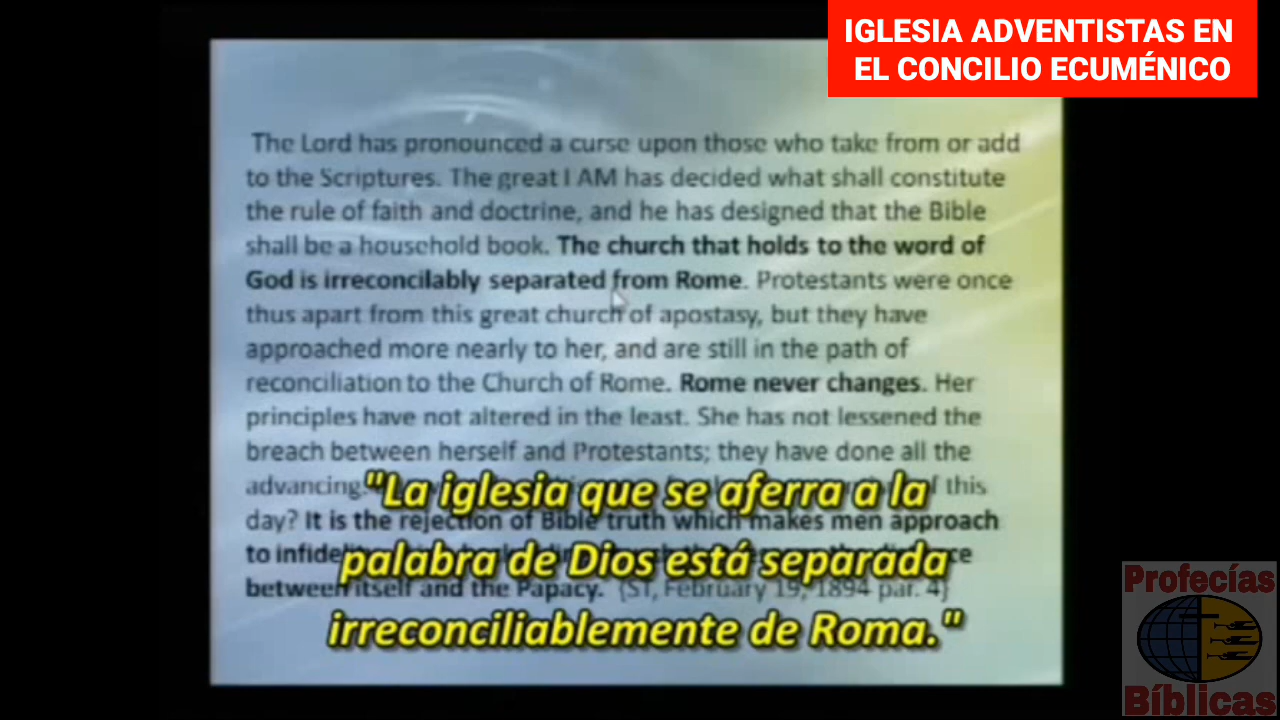 IGLESIA ADVENTISTAS EN
EL CONCILIO ECUMÉNICO
The Lord has pronounced a curse upon those who take from or add
to the Scriptures. The great I AM has decided what shall constitute
the rule of faith and doctrine, and he has designed that the Bible
shall be a household book. The church that holds to the word of
God is irreconcilably separated from Rome. Protestants were once
thus apart from this great church of apostasy, but they have
approached more nearly to her, and are still in the path of
reconciliation to the Church of Rome. Rome never changes. Her
principles have not altered in the least. She has not lessened the
breach between herself and Protestants; they have done all the
advancing. of this
day? It is the rejection of Bible truth which makes men approach
to
between itself and the Papacy. {ST, February 19, 1894 par. 4}
"La iglesia que se aferra a la
palabra de Dios está separada
irreconciliablemente de Roma."
Profecías
Bíblicas